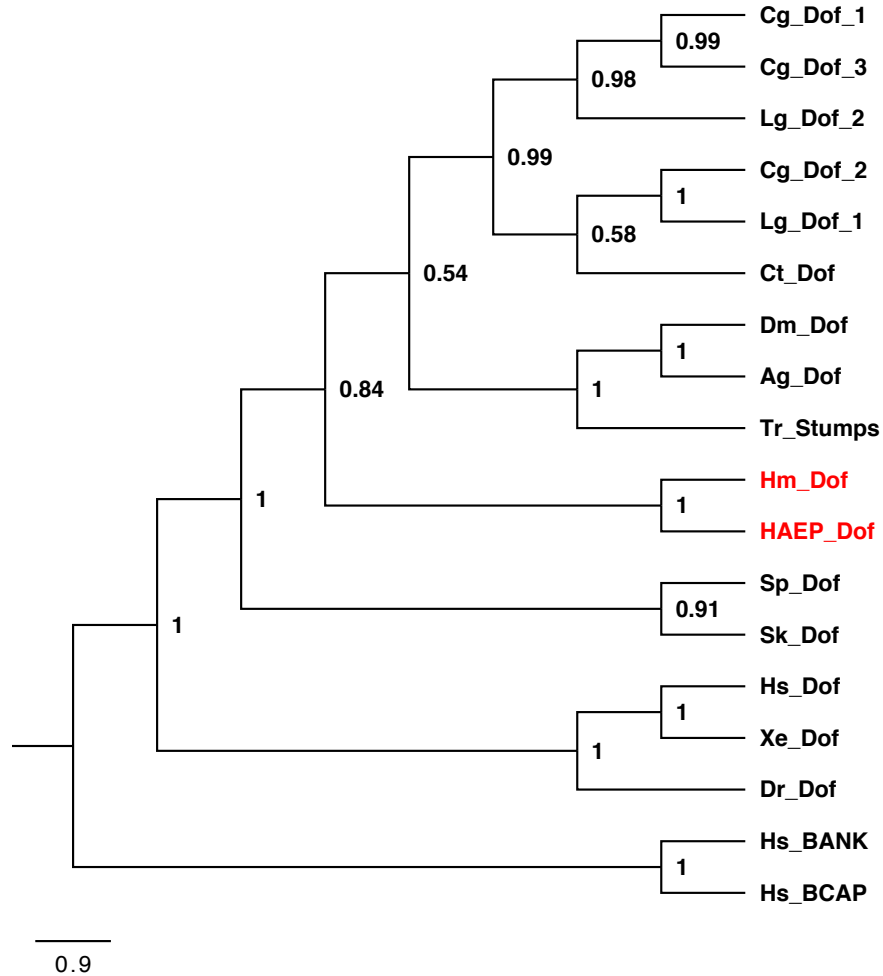 Cg_Dof_1
0.99
Cg_Dof_3
0.98
Lg_Dof_2
0.99
Cg_Dof_2
1
Lg_Dof_1
0.58
Ct_Dof
0.54
Dm_Dof
1
Ag_Dof
0.84
1
Tr_Stumps
Hm_Dof
1
1
HAEP_Dof
Sp_Dof
0.91
1
Sk_Dof
Hs_Dof
1
Xe_Dof
1
Dr_Dof
Hs_BANK
1
Hs_BCAP
0.9